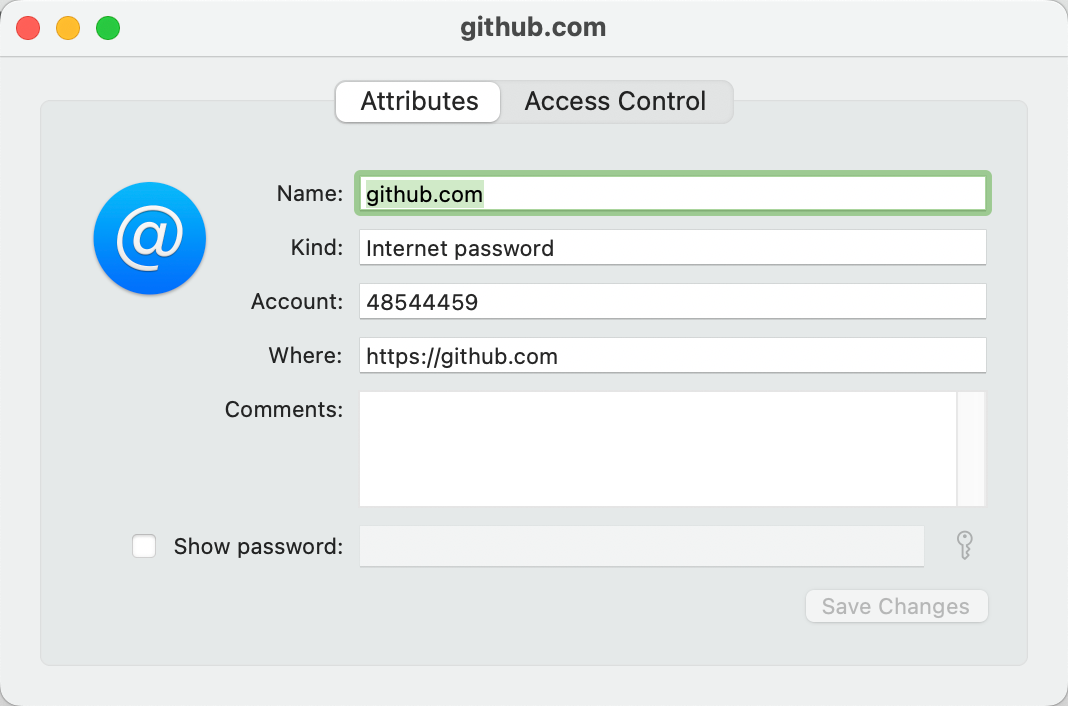 github.com
Attributes Access Control
@
Name: github.com
Kind: Internet password
Account: 48544459
Where: https://github.com
Comments:
Show password:
Save Changes